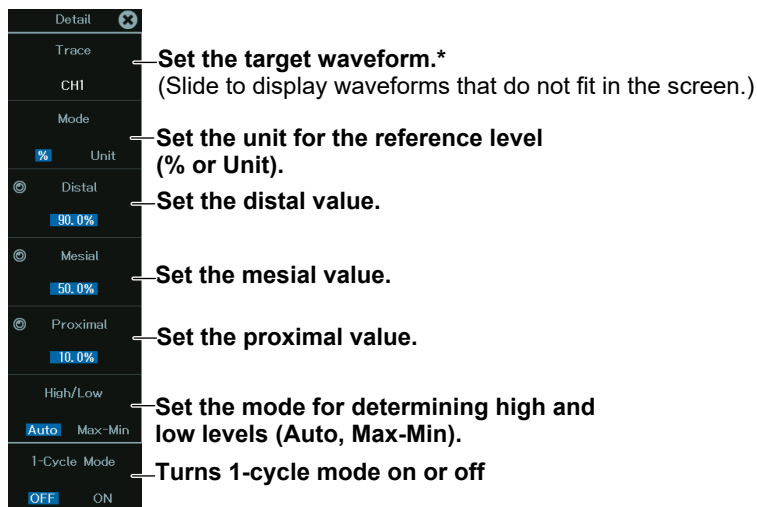 Detail
Trace
Set the target waveform.*
(Slide to display waveforms that do not fit in the screen.)
CH1
Mode
Set the unit for the reference level
(% or Unit).
% Unit
Distal
Set the distal value.
90.0%
Mesial
Set the mesial value.
50.0%
Proximal
Set the proximal value.
10.0%
High/Low
Set the mode for determining high and
low levels (Auto, Max-Min).
Auto Max-Min
1-Cycle Mode
Turns 1-cycle mode on or off
OFF ON